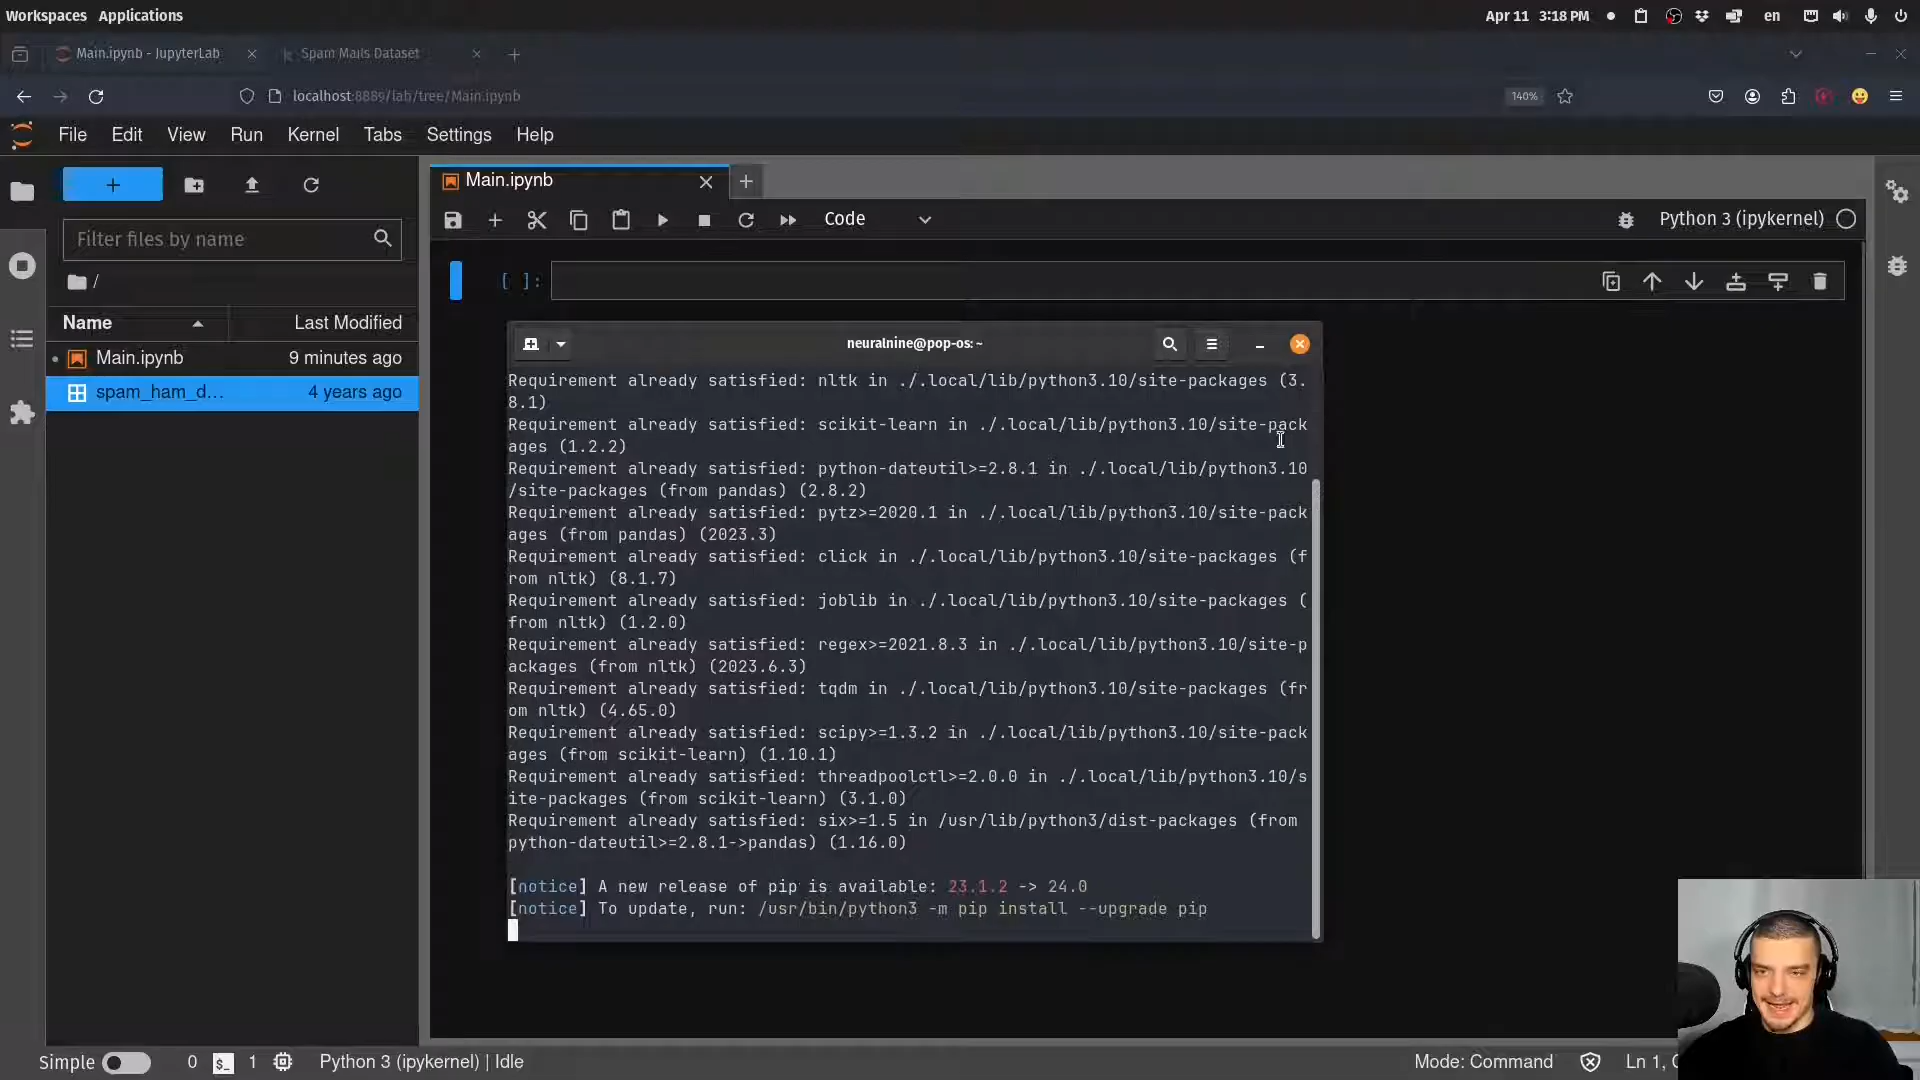 Workspaces Applications
Apr 11 3:18 PM
en
Main.ipynb - JupyterLab
Spam Mails Dataset
localhost:8889/lab/tree/Main.ipynb
140%
File Edit View Run Kernel Tabs Settings Help
Main.ipynb
Filter files by name
Code
Python 3 (ipykernel)
/
[ ]:
Name Last Modified
Main.ipynb 9 minutes ago
spam_ham_d... 4 years ago
neuralnine@pop-os: ~
Requirement already satisfied: nltk in ./.local/lib/python3.10/site-packages (3.
8.1)
Requirement already satisfied: scikit-learn in ./.local/lib/python3.10/site-pack
ages (1.2.2)
Requirement already satisfied: python-dateutil>=2.8.1 in ./.local/lib/python3.10
/site-packages (from pandas) (2.8.2)
Requirement already satisfied: pytz>=2020.1 in ./.local/lib/python3.10/site-pack
ages (from pandas) (2023.3)
Requirement already satisfied: click in ./.local/lib/python3.10/site-packages (f
rom nltk) (8.1.7)
Requirement already satisfied: joblib in ./.local/lib/python3.10/site-packages (
from nltk) (1.2.0)
Requirement already satisfied: regex>=2021.8.3 in ./.local/lib/python3.10/site-p
ackages (from nltk) (2023.6.3)
Requirement already satisfied: tqdm in ./.local/lib/python3.10/site-packages (fr
om nltk) (4.65.0)
Requirement already satisfied: scipy>=1.3.2 in ./.local/lib/python3.10/site-pack
ages (from scikit-learn) (1.10.1)
Requirement already satisfied: threadpoolctl>=2.0.0 in ./.local/lib/python3.10/s
ite-packages (from scikit-learn) (3.1.0)
Requirement already satisfied: six>=1.5 in /usr/lib/python3/dist-packages (from
python-dateutil>=2.8.1->pandas) (1.16.0)
[notice] A new release of pip is available: 23.1.2 -> 24.0
[notice] To update, run: /usr/bin/python3 -m pip install --upgrade pip
Simple 0 $_ 1 Python 3 (ipykernel) | Idle
Mode: Command
Ln 1,